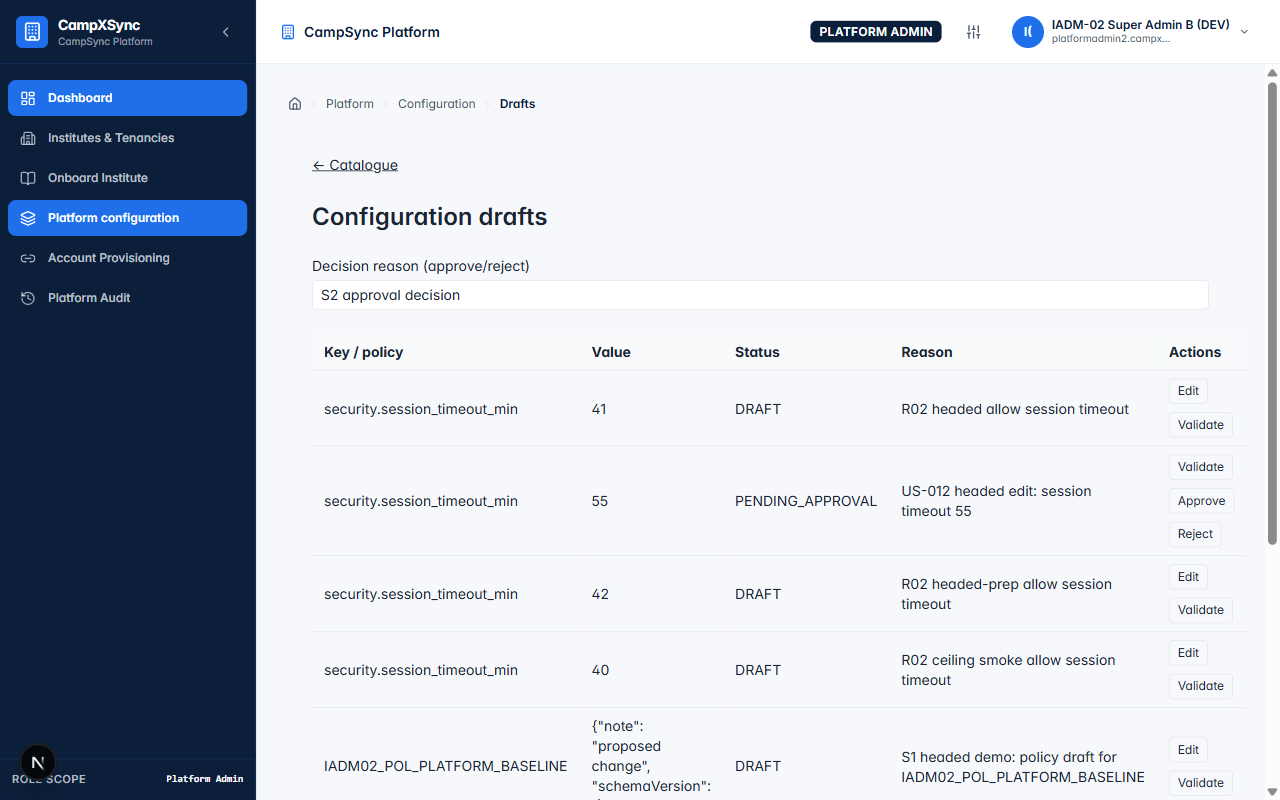 CampXSync
CampSync Platform
Dashboard
Institutes & Tenancies
Onboard Institute
Platform configuration
Account Provisioning
Platform Audit
N
SCOPE
Platform Admin
CampSync Platform
PLATFORM ADMIN
I(
IADM-02 Super Admin B (DEV)
platformadmin2.campx...
Platform
Configuration
Drafts
← Catalogue
Configuration drafts
Decision reason (approve/reject)
S2 approval decision
Key / policy Value Status Reason Actions
security.session_timeout_min 41 DRAFT R02 headed allow session timeout
Edit
Validate
security.session_timeout_min 55 PENDING_APPROVAL US-012 headed edit: session
timeout 55
Validate
Approve
Reject
security.session_timeout_min 42 DRAFT R02 headed-prep allow session
timeout
Edit
Validate
security.session_timeout_min 40 DRAFT R02 ceiling smoke allow session
timeout
Edit
Validate
IADM02_POL_PLATFORM_BASELINE
{"note":
"proposed
change",
"schemaVersion":
DRAFT
S1 headed demo: policy draft for
IADM02_POL_PLATFORM_BASELINE
Edit
Validate